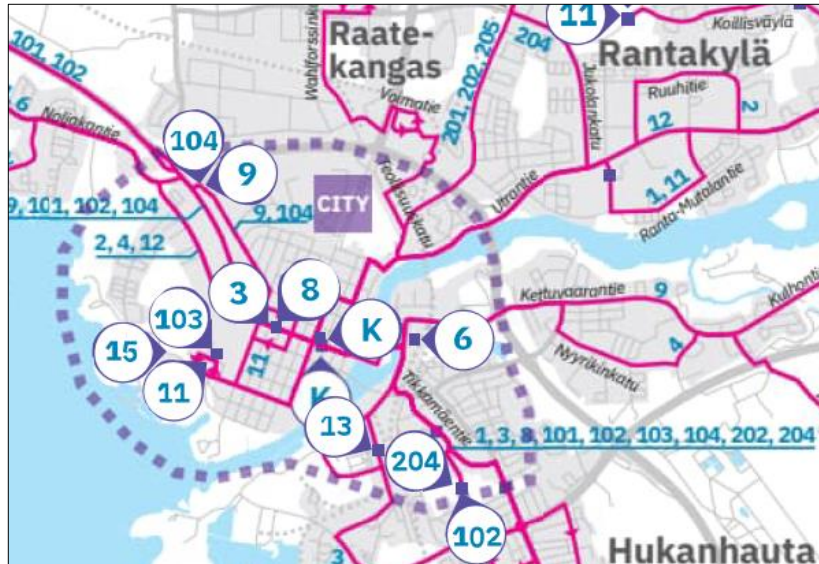 11
Koillisväylä
101, 102
Raate-
kangas
Wahlforssinkatu
Voimatie
201, 202, 205
204
Rantakylä
Jukolankatu
Ruuhitie
2
12
6
Noljakantie
104
9
CITY
Teollisuuskatu
Utrantie
1, 11
Ranta-Mutalantie
9, 101, 102, 104
9, 104
2, 4, 12
3
8
K
6
Kettuvaarantie
9
Kulhontie
103
15
11
11
4
Nyyrikinkatu
K
13
Tikkamäentie
1, 3, 8, 101, 102, 103, 104, 202, 204
204
102
3
Hukanhauta